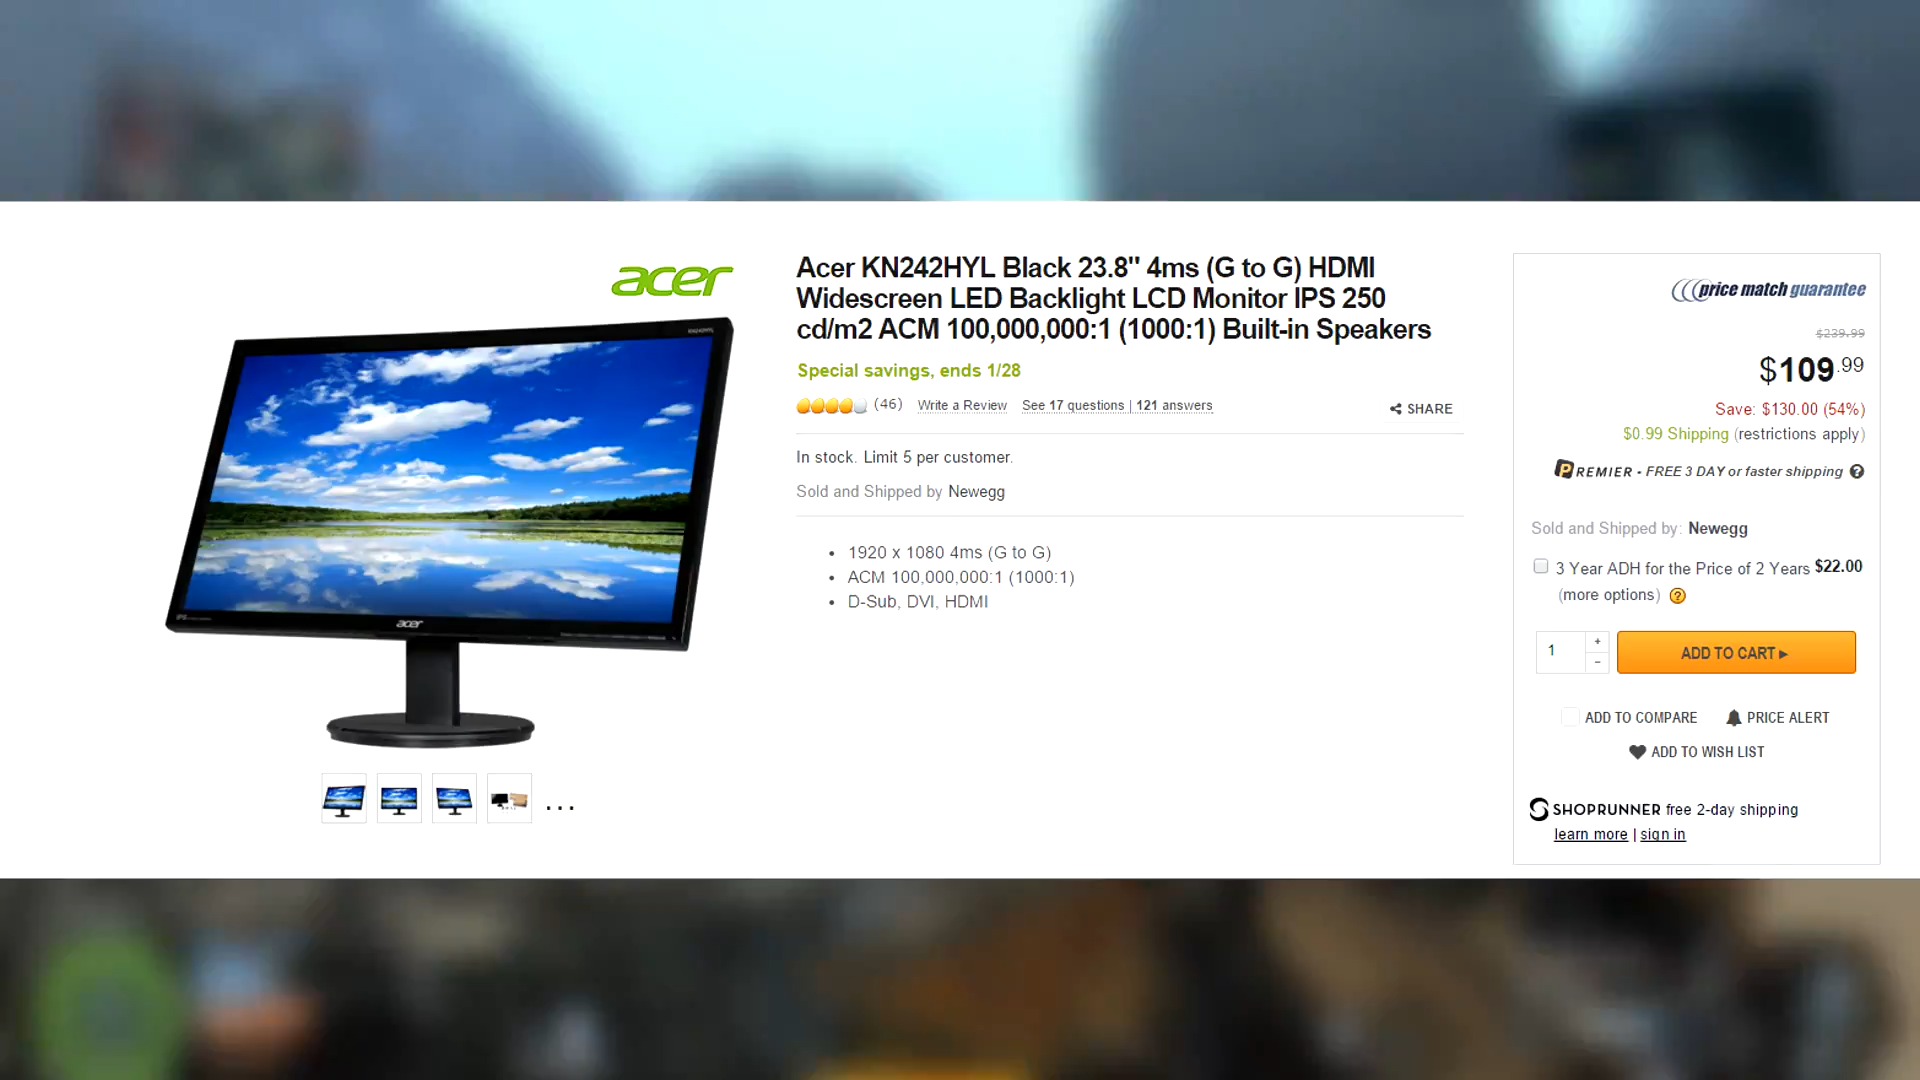 acer
Acer KN242HYL Black 23.8" 4ms (G to G) HDMI
Widescreen LED Backlight LCD Monitor IPS 250
cd/m2 ACM 100,000,000:1 (1000:1) Built-in Speakers
Special savings, ends 1/28
(46) Write a Review See 17 questions | 121 answers
SHARE
In stock. Limit 5 per customer.
Sold and Shipped by Newegg
• 1920 x 1080 4ms (G to G)
• ACM 100,000,000:1 (1000:1)
• D-Sub, DVI, HDMI
acer
...
price match guarantee
$239.99
$109.99
Save: $130.00 (54%)
$0.99 Shipping (restrictions apply)
PREMIER - FREE 3 DAY or faster shipping ?
Sold and Shipped by: Newegg
3 Year ADH for the Price of 2 Years $22.00
(more options) ?
1 + -
ADD TO CART ▸
ADD TO COMPARE
PRICE ALERT
ADD TO WISH LIST
SHOPRUNNER free 2-day shipping
learn more | sign in